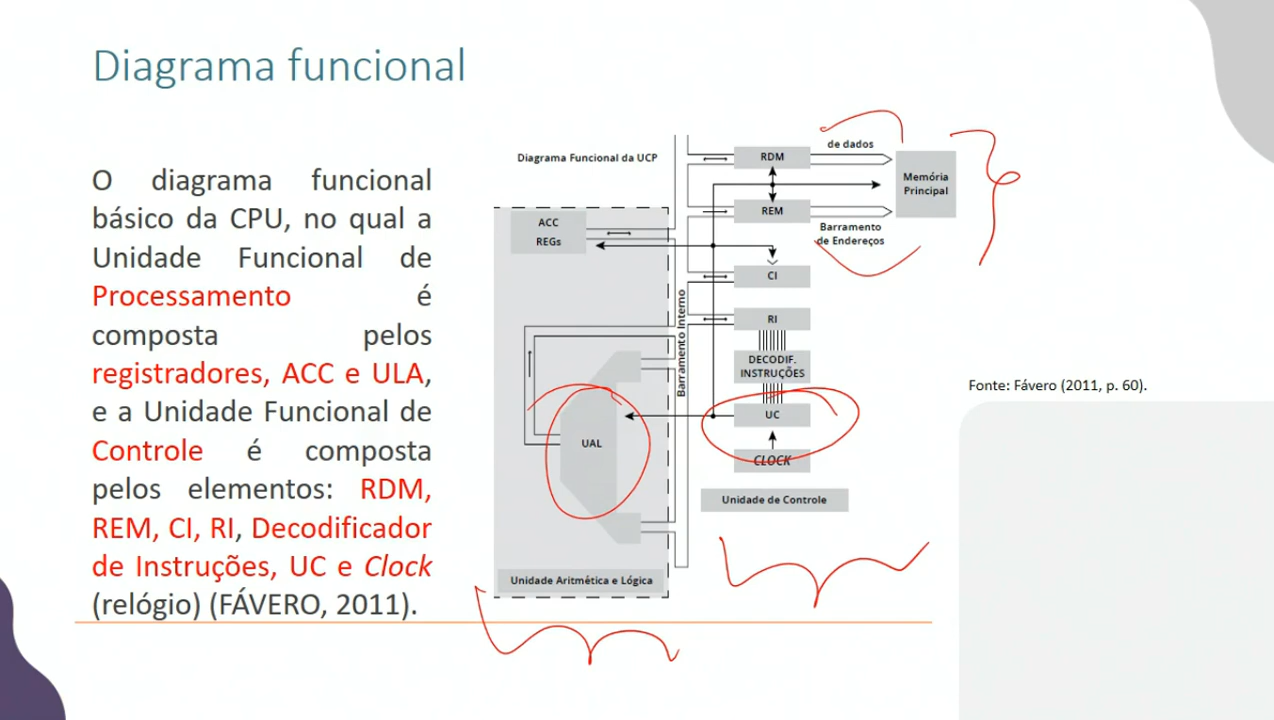 Diagrama funcional
O diagrama funcional
básico da CPU, no qual a
Unidade Funcional de
Processamento é
composta pelos
registradores, ACC e ULA,
e a Unidade Funcional de
Controle é composta
pelos elementos: RDM,
REM, CI, RI, Decodificador
de Instruções, UC e Clock
(relógio) (FÁVERO, 2011).
Diagrama Funcional da UCP
RDM
de dados
Memória
Principal
REM
Barramento
de Endereços
ACC
REGs
CI
Barramento Interno
RI
DECODIF.
INSTRUÇÕES
UC
UAL
CLOCK
Unidade de Controle
Unidade Aritmética e Lógica
Fonte: Fávero (2011, p. 60).